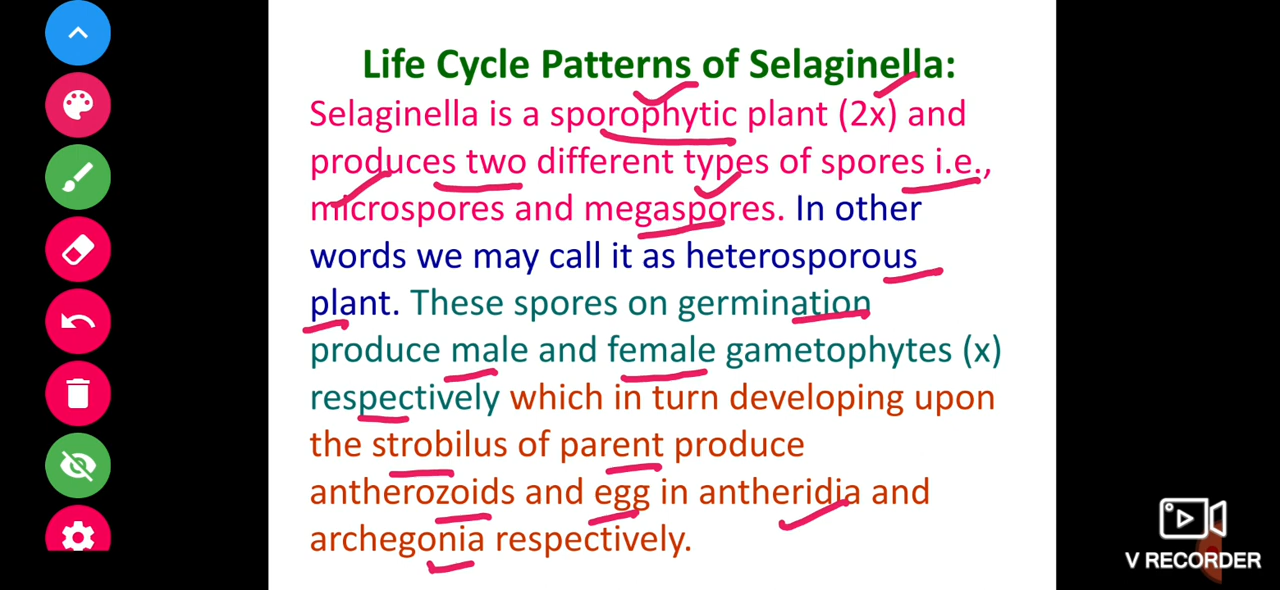 Life Cycle Patterns of Selaginella:
Selaginella is a sporophytic plant (2x) and
produces two different types of spores i.e.,
microspores and megaspores. In other
words we may call it as heterosporous
plant. These spores on germination
produce male and female gametophytes (x)
respectively which in turn developing upon
the strobilus of parent produce
antherozoids and egg in antheridia and
archegonia respectively.
V RECORDER